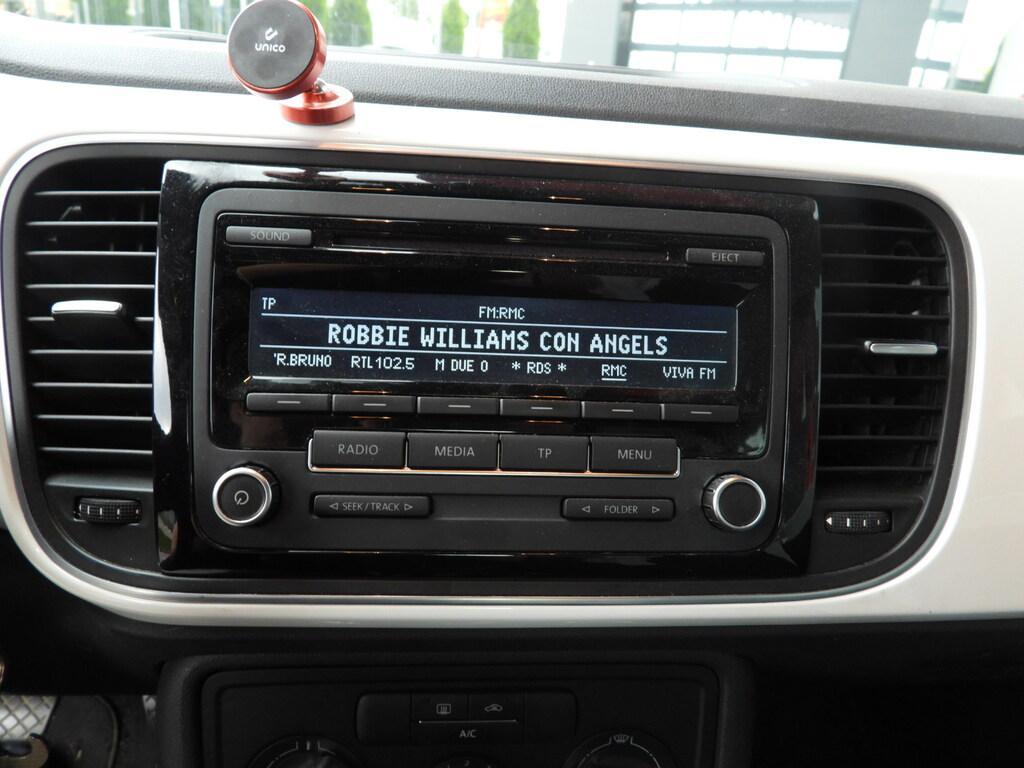 UNICO
SOUND
EJECT
TP
FM:RMC
ROBBIE WILLIAMS CON ANGELS
'R.BRUNO RTL102.5 M DUE O * RDS * RMC VIVA FM
RADIO MEDIA TP MENU
SEEK / TRACK FOLDER
A/C